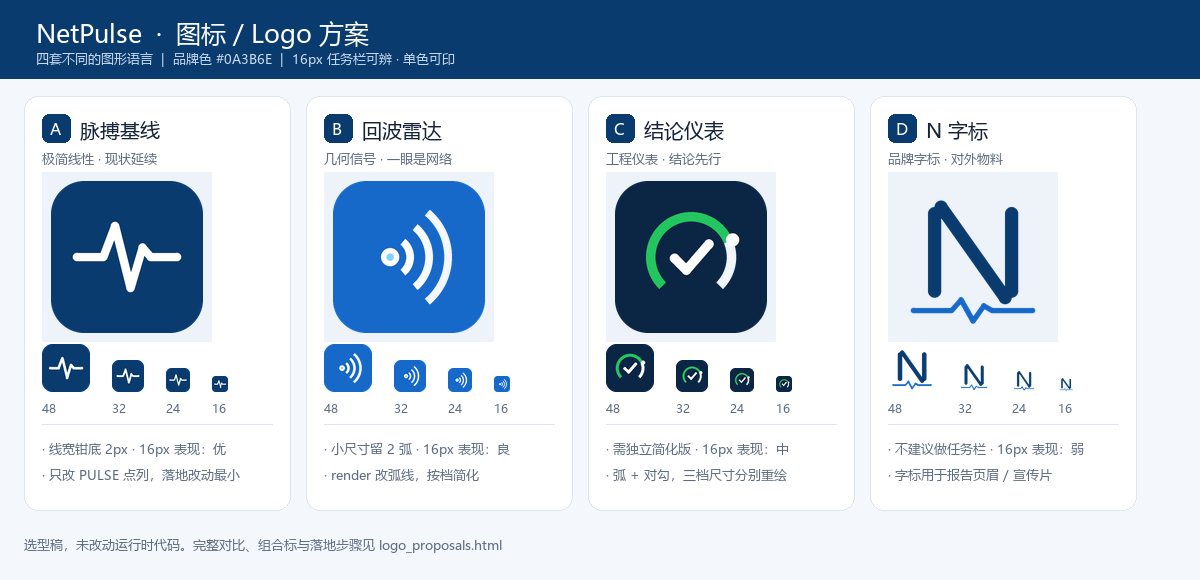 NetPulse · 图标 / Logo 方案
四套不同的图形语言 | 品牌色 #0A3B6E | 16px 任务栏可辨 · 单色可印
A 脉搏基线
极简线性 · 现状延续
48 32 24 16
· 线宽钳底 2px · 16px 表现：优
· 只改 PULSE 点列，落地改动最小
B 回波雷达
几何信号 · 一眼是网络
48 32 24 16
· 小尺寸留 2 弧 · 16px 表现：良
· render 改弧线，按档简化
C 结论仪表
工程仪表 · 结论先行
48 32 24 16
· 需独立简化版 · 16px 表现：中
· 弧 + 对勾，三档尺寸分别重绘
D N 字标
品牌字标 · 对外物料
N
48 32 24 16
· 不建议做任务栏 · 16px 表现：弱
· 字标用于报告页眉 / 宣传片
选型稿，未改动运行时代码。完整对比、组合标与落地步骤见 logo_proposals.html